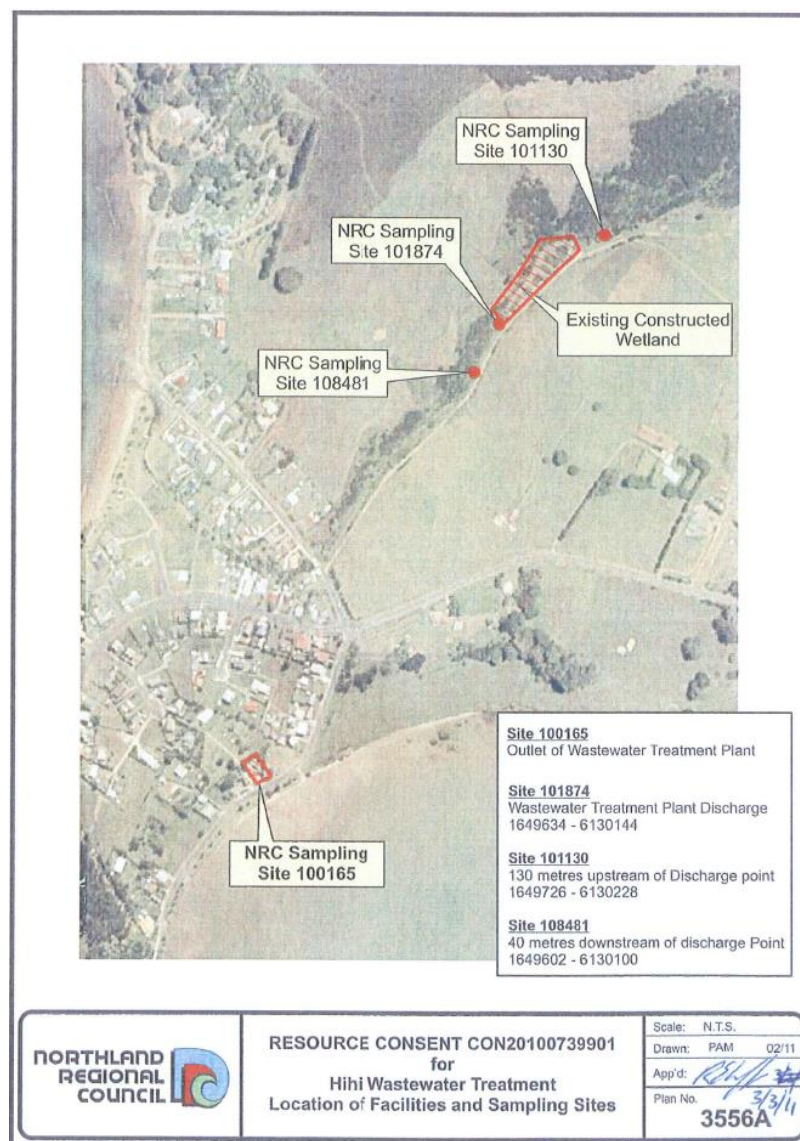 NRC Sampling
Site 101130
NRC Sampling
Site 101874
Existing Constructed
Wetland
NRC Sampling
Site 108481
NRC Sampling
Site 100165
Site 100165
Outlet of Wastewater Treatment Plant
Site 101874
Wastewater Treatment Plant Discharge
1649634 - 6130144
Site 101130
130 metres upstream of Discharge point
1649726 - 6130228
Site 108481
40 metres downstream of discharge Point
1649602 - 6130100
NORTHLAND
REGIONAL
COUNCIL
RESOURCE CONSENT CON20100739901
for
Hihi Wastewater Treatment
Location of Facilities and Sampling Sites
Scale: N.T.S.
Drawn: PAM 02/11
App'd:
3/3/11
Plan No.
3556A